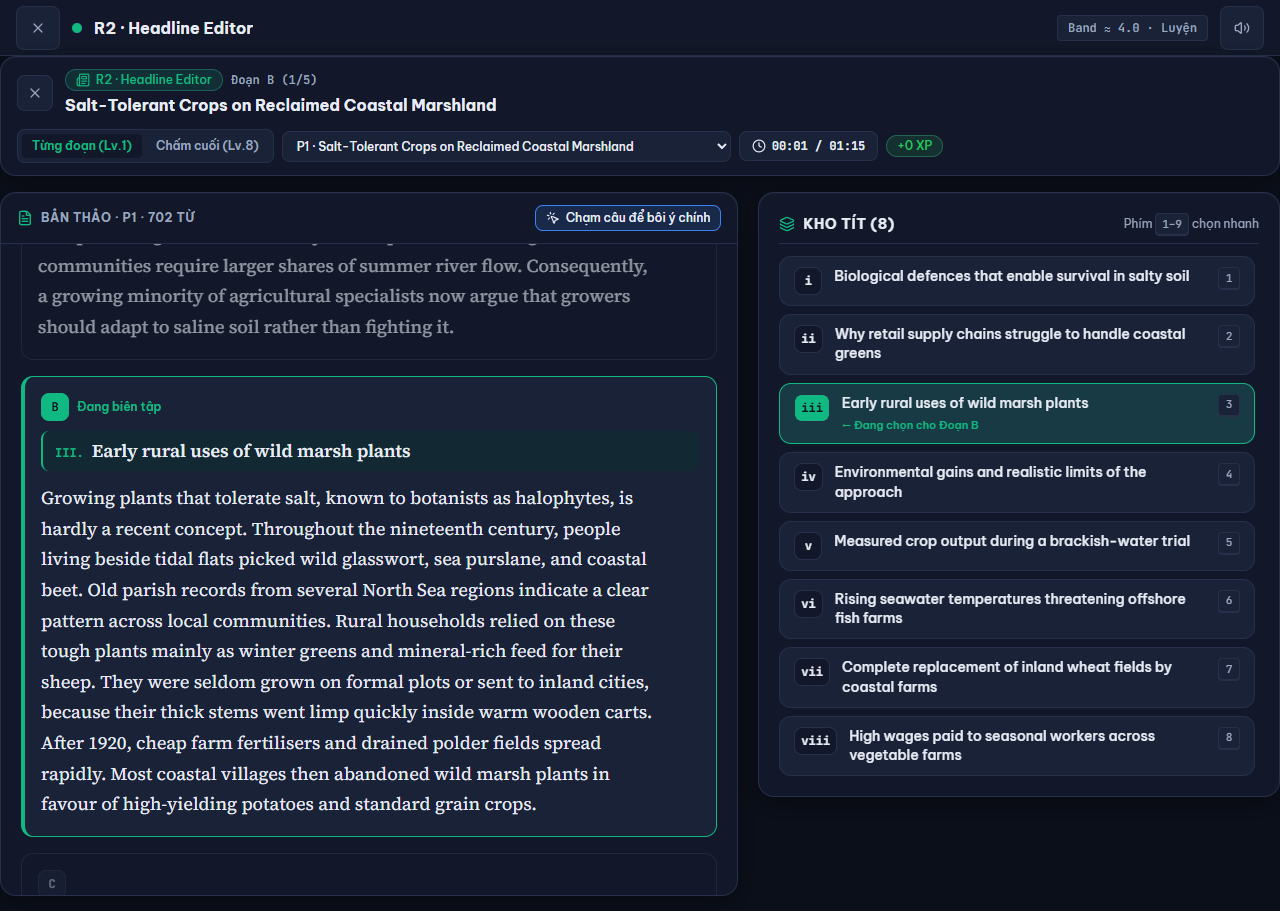 R2 · Headline Editor
Band ≈ 4.0 · Luyện
R2 · Headline Editor
Đoạn B (1/5)
Salt-Tolerant Crops on Reclaimed Coastal Marshland
Từng đoạn (Lv.1)
Chấm cuối (Lv.8)
P1 · Salt-Tolerant Crops on Reclaimed Coastal Marshland
00:01 / 01:15
+0 XP
BẢN THẢO · P1 · 702 TỪ
Chạm câu để bôi ý chính
communities require larger shares of summer river flow. Consequently,
a growing minority of agricultural specialists now argue that growers
should adapt to saline soil rather than fighting it.
B
Đang biên tập
III. Early rural uses of wild marsh plants
Growing plants that tolerate salt, known to botanists as halophytes, is
hardly a recent concept. Throughout the nineteenth century, people
living beside tidal flats picked wild glasswort, sea purslane, and coastal
beet. Old parish records from several North Sea regions indicate a clear
pattern across local communities. Rural households relied on these
tough plants mainly as winter greens and mineral-rich feed for their
sheep. They were seldom grown on formal plots or sent to inland cities,
because their thick stems went limp quickly inside warm wooden carts.
After 1920, cheap farm fertilisers and drained polder fields spread
rapidly. Most coastal villages then abandoned wild marsh plants in
favour of high-yielding potatoes and standard grain crops.
C
KHO TÍT (8)
Phím 1–9 chọn nhanh
i Biological defences that enable survival in salty soil 1
ii Why retail supply chains struggle to handle coastal 2
greens
iii Early rural uses of wild marsh plants 3
← Đang chọn cho Đoạn B
iv Environmental gains and realistic limits of the 4
approach
v Measured crop output during a brackish-water trial 5
vi Rising seawater temperatures threatening offshore 6
fish farms
vii Complete replacement of inland wheat fields by 7
coastal farms
viii High wages paid to seasonal workers across 8
vegetable farms